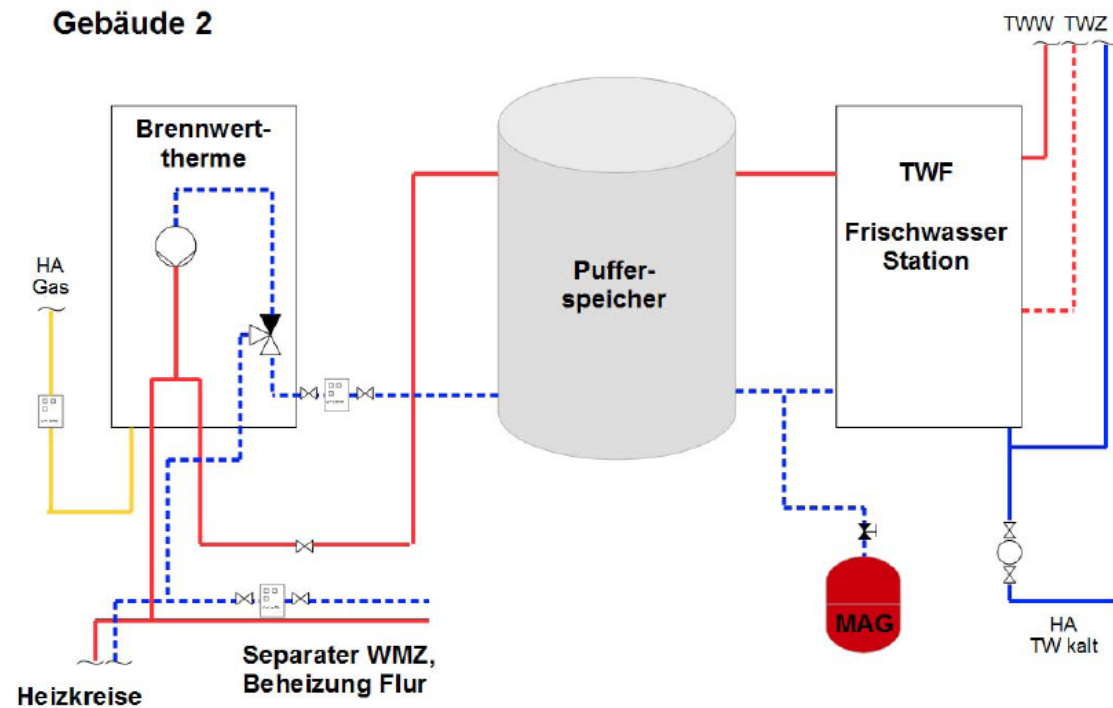 Gebäude 2
TWW TWZ
Brennwert-
therme
TWF
Frischwasser
Station
HA
Gas
Puffer-
speicher
MAG
HA
TW kalt
Separater WMZ,
Beheizung Flur
Heizkreise